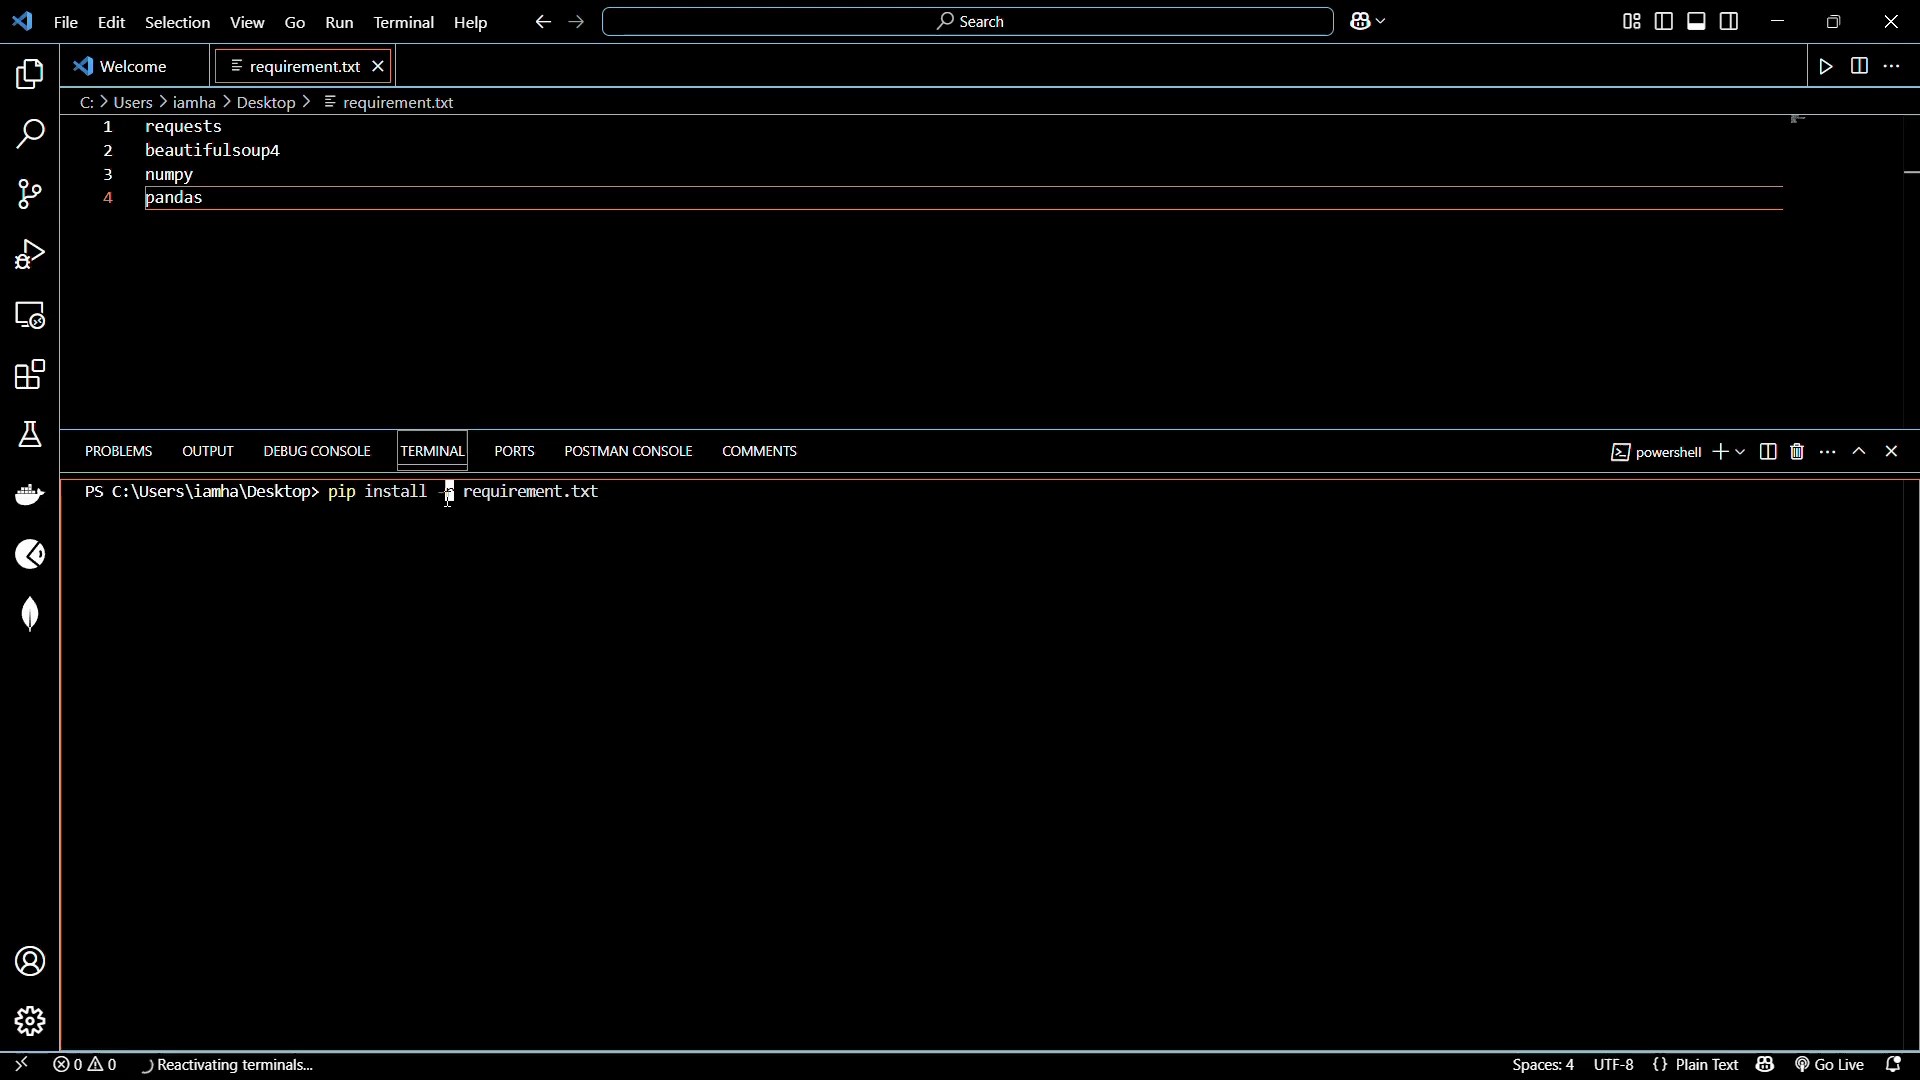 File Edit Selection View Go Run Terminal Help Search
Welcome requirement.txt
C: > Users > iamha > Desktop > requirement.txt
1 requests
2 beautifulsoup4
3 numpy
4 pandas
PROBLEMS OUTPUT DEBUG CONSOLE TERMINAL PORTS POSTMAN CONSOLE COMMENTS powershell
PS C:\Users\iamha\Desktop> pip install -r requirement.txt
0 0 Reactivating terminals... Spaces: 4 UTF-8 {} Plain Text Go Live